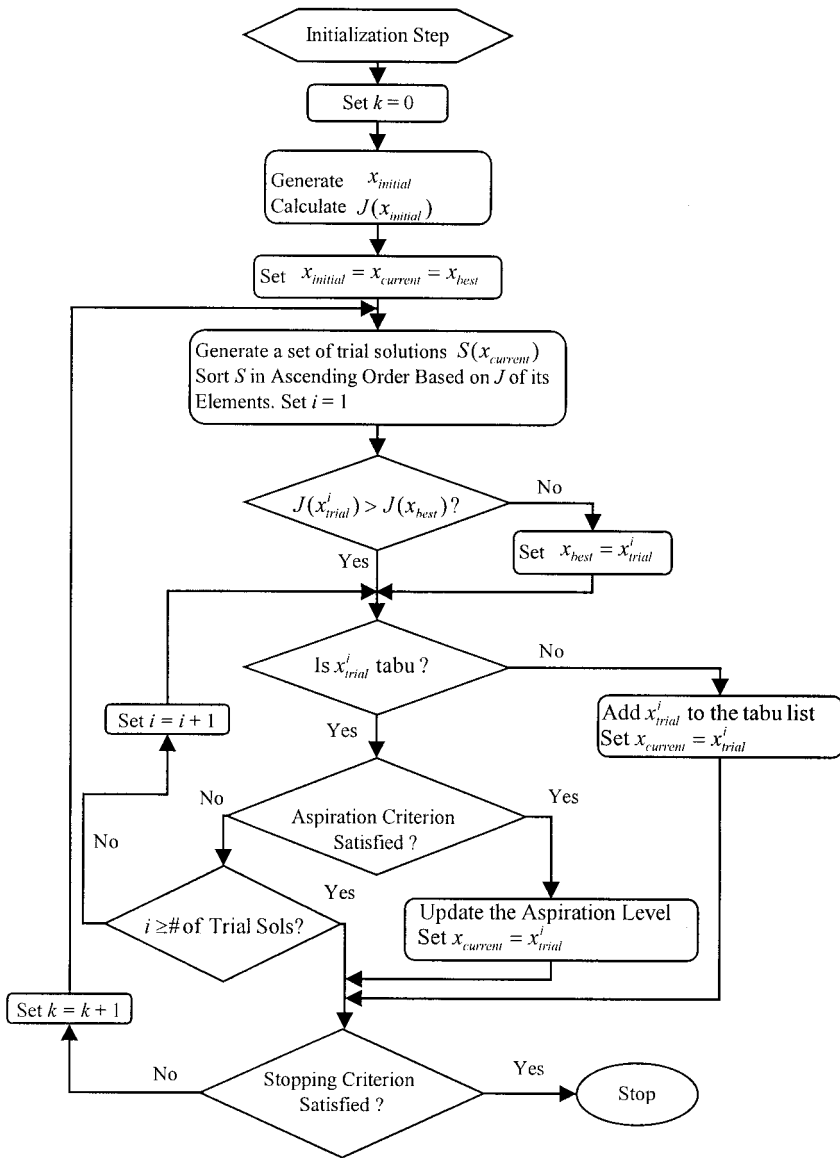 Initialization Step
Set k = 0
Generate x_initial
Calculate J(x_initial)
Set x_initial = x_current = x_best
Generate a set of trial solutions S(x_current)
Sort S in Ascending Order Based on J of its
Elements. Set i = 1
J(x^i_trial) > J(x_best) ?
No
Set x_best = x^i_trial
Yes
Is x^i_trial tabu ?
No
Set i = i + 1
Add x^i_trial to the tabu list
Set x_current = x^i_trial
Yes
No
Aspiration Criterion
Satisfied ?
Yes
No
Yes
i ≥# of Trial Sols?
Update the Aspiration Level
Set x_current = x^i_trial
Set k = k + 1
No
Stopping Criterion
Satisfied ?
Yes
Stop